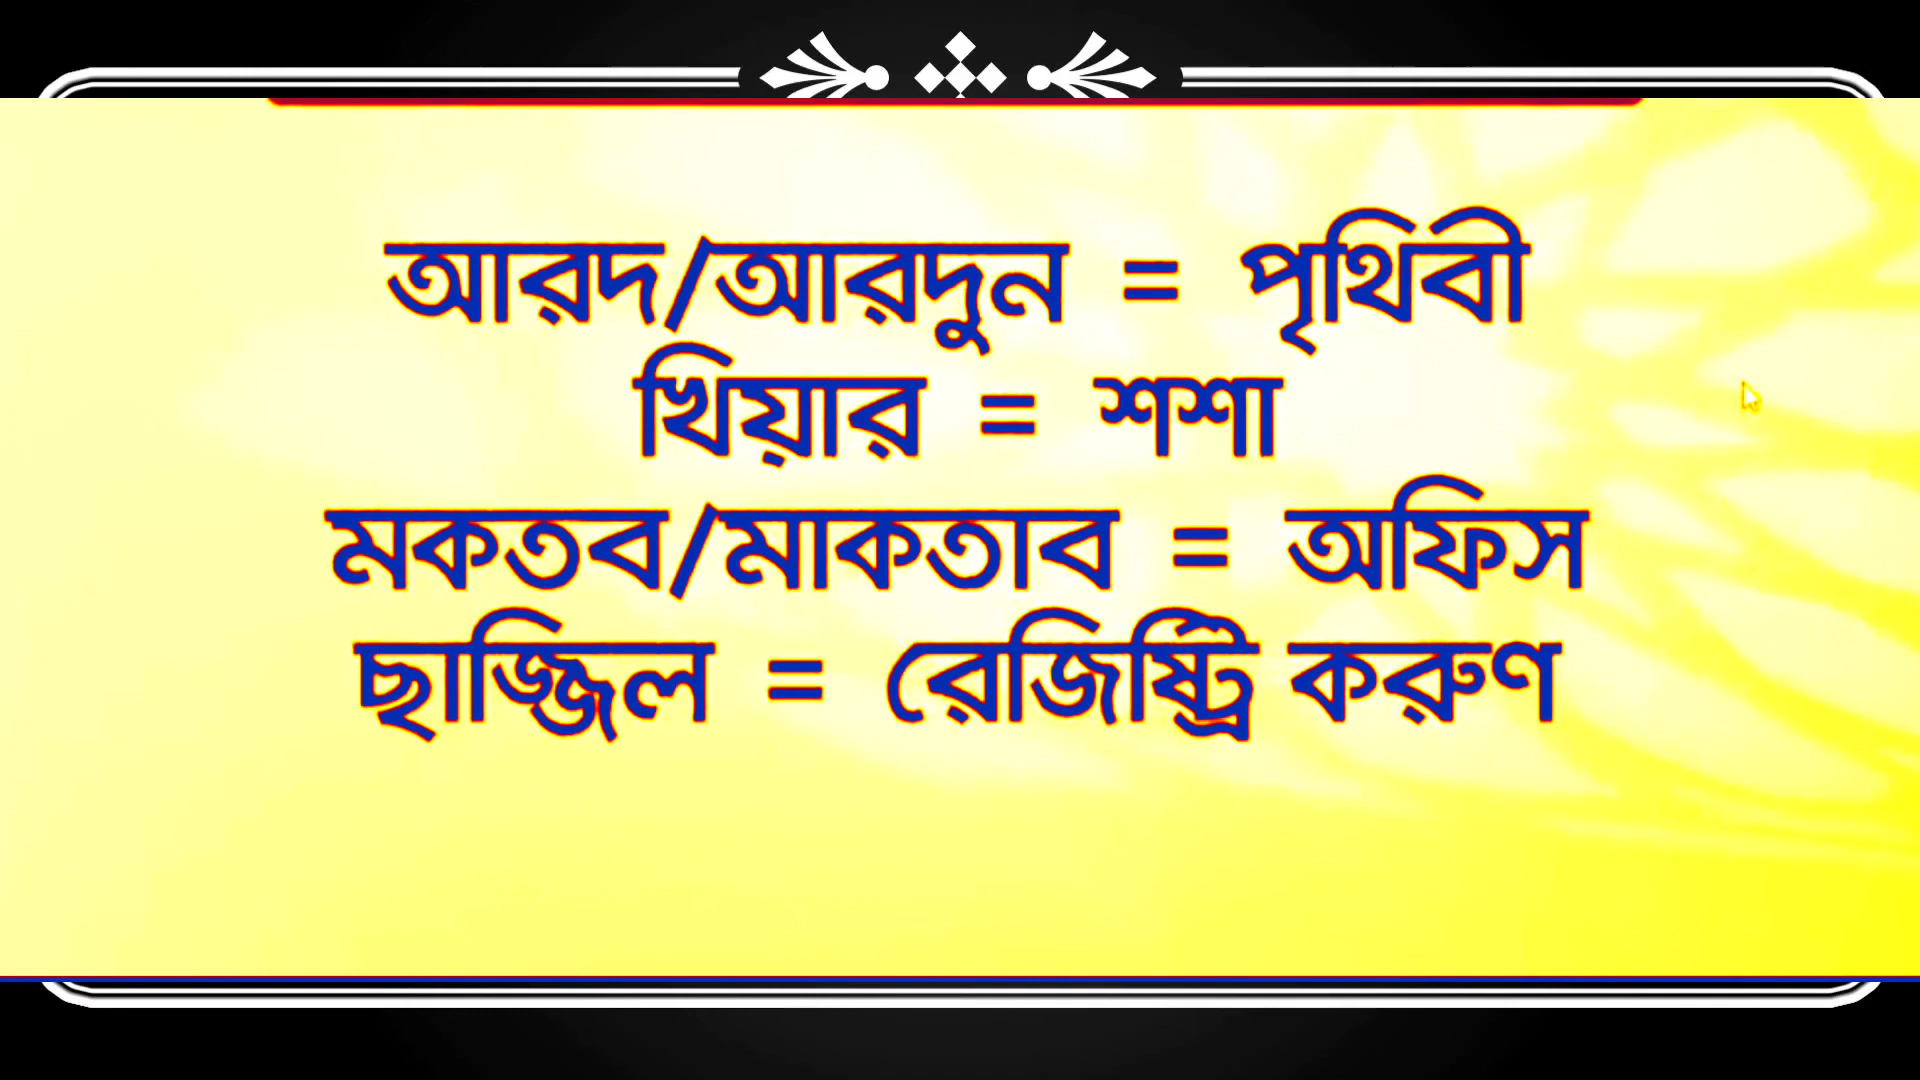 আরদ/আরদুন = পৃথিবী
খিয়ার = শশা
মকতব/মাকতাব = অফিস
ছাজ্জিল = রেজিষ্ট্রি করুণ